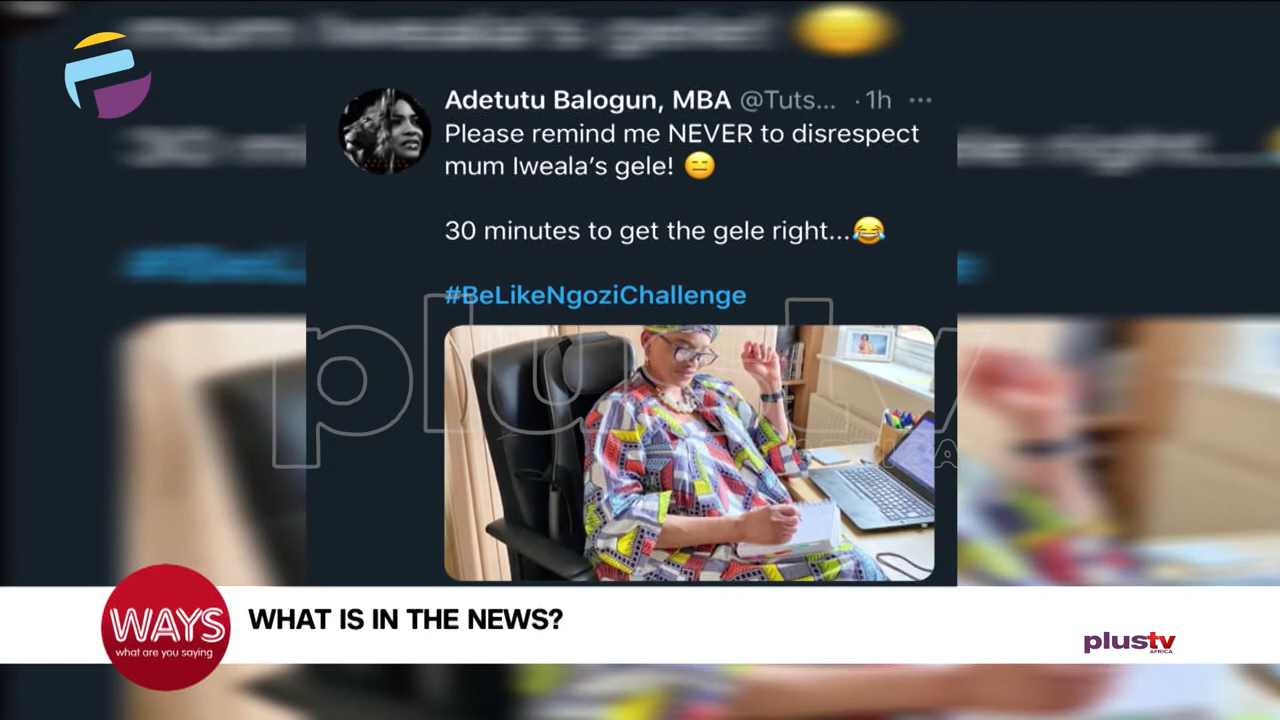 Adetutu Balogun, MBA @Tuts... · 1h ...
Please remind me NEVER to disrespect
mum Iweala’s gele! 😑
30 minutes to get the gele right...😂
#BeLikeNgoziChallenge
plustv
WAYS
what are you saying
WHAT IS IN THE NEWS?
plustv
AFRICA